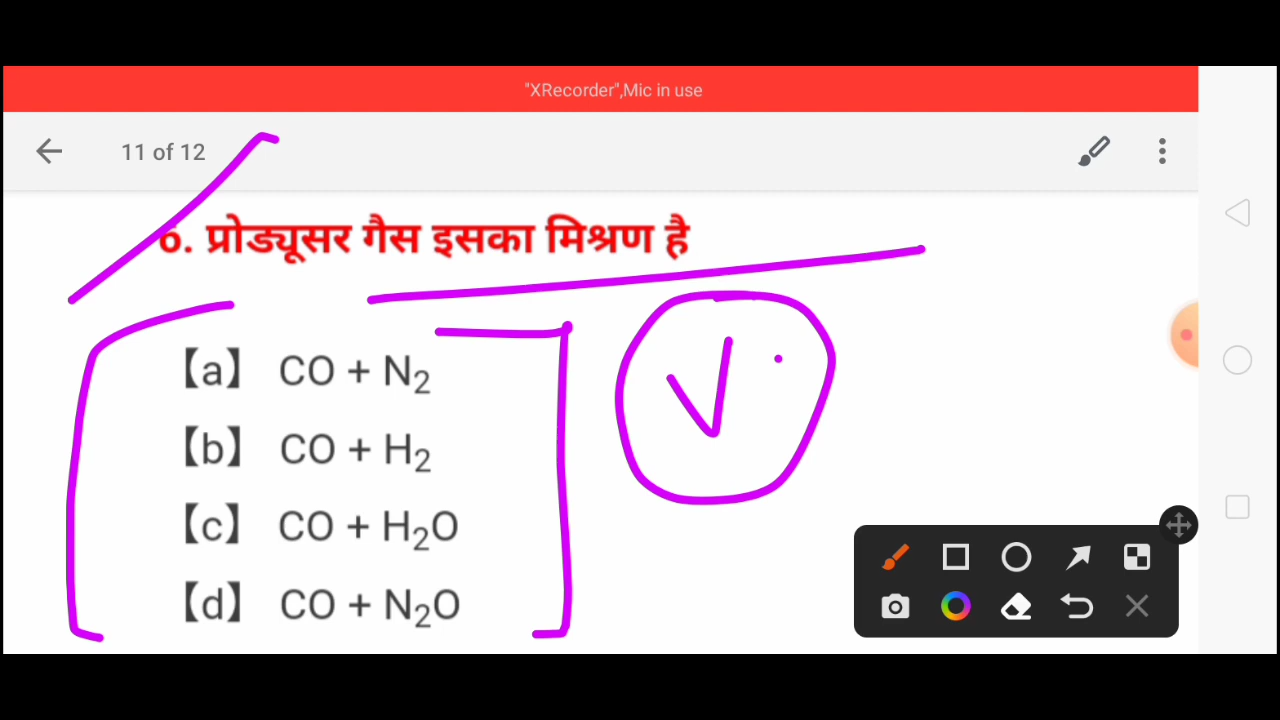 "XRecorder",Mic in use
11 of 12
6. प्रोड्यूसर गैस इसका मिश्रण है
【a】 CO + N₂
【b】 CO + H₂
【c】 CO + H₂O
【d】 CO + N₂O